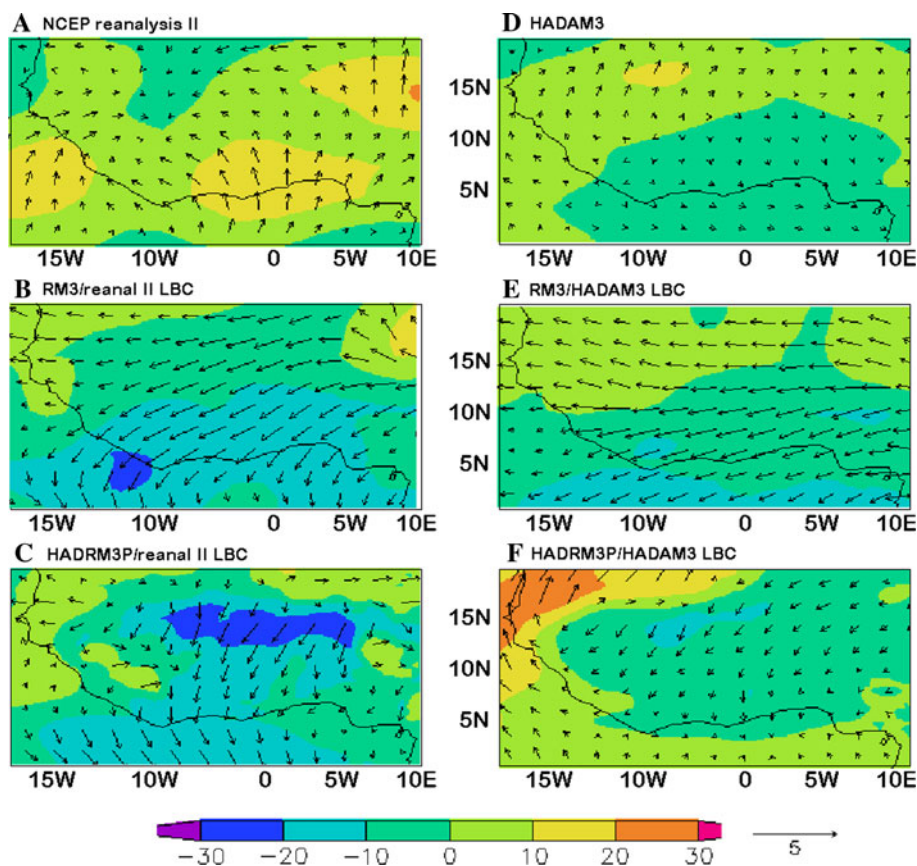 A NCEP reanalysis II
15W 10W 0 5W 10E
B RM3/reanal II LBC
15W 10W 0 5W 10E
C HADRM3P/reanal II LBC
15W 10W 0 5W 10E
D HADAM3
15N
10N
5N
15W 10W 0 5W 10E
E RM3/HADAM3 LBC
15N
10N
5N
15W 10W 0 5W 10E
F HADRM3P/HADAM3 LBC
15N
10N
5N
15W 10W 0 5W 10E
−30 −20 −10 0 10 20 30
5